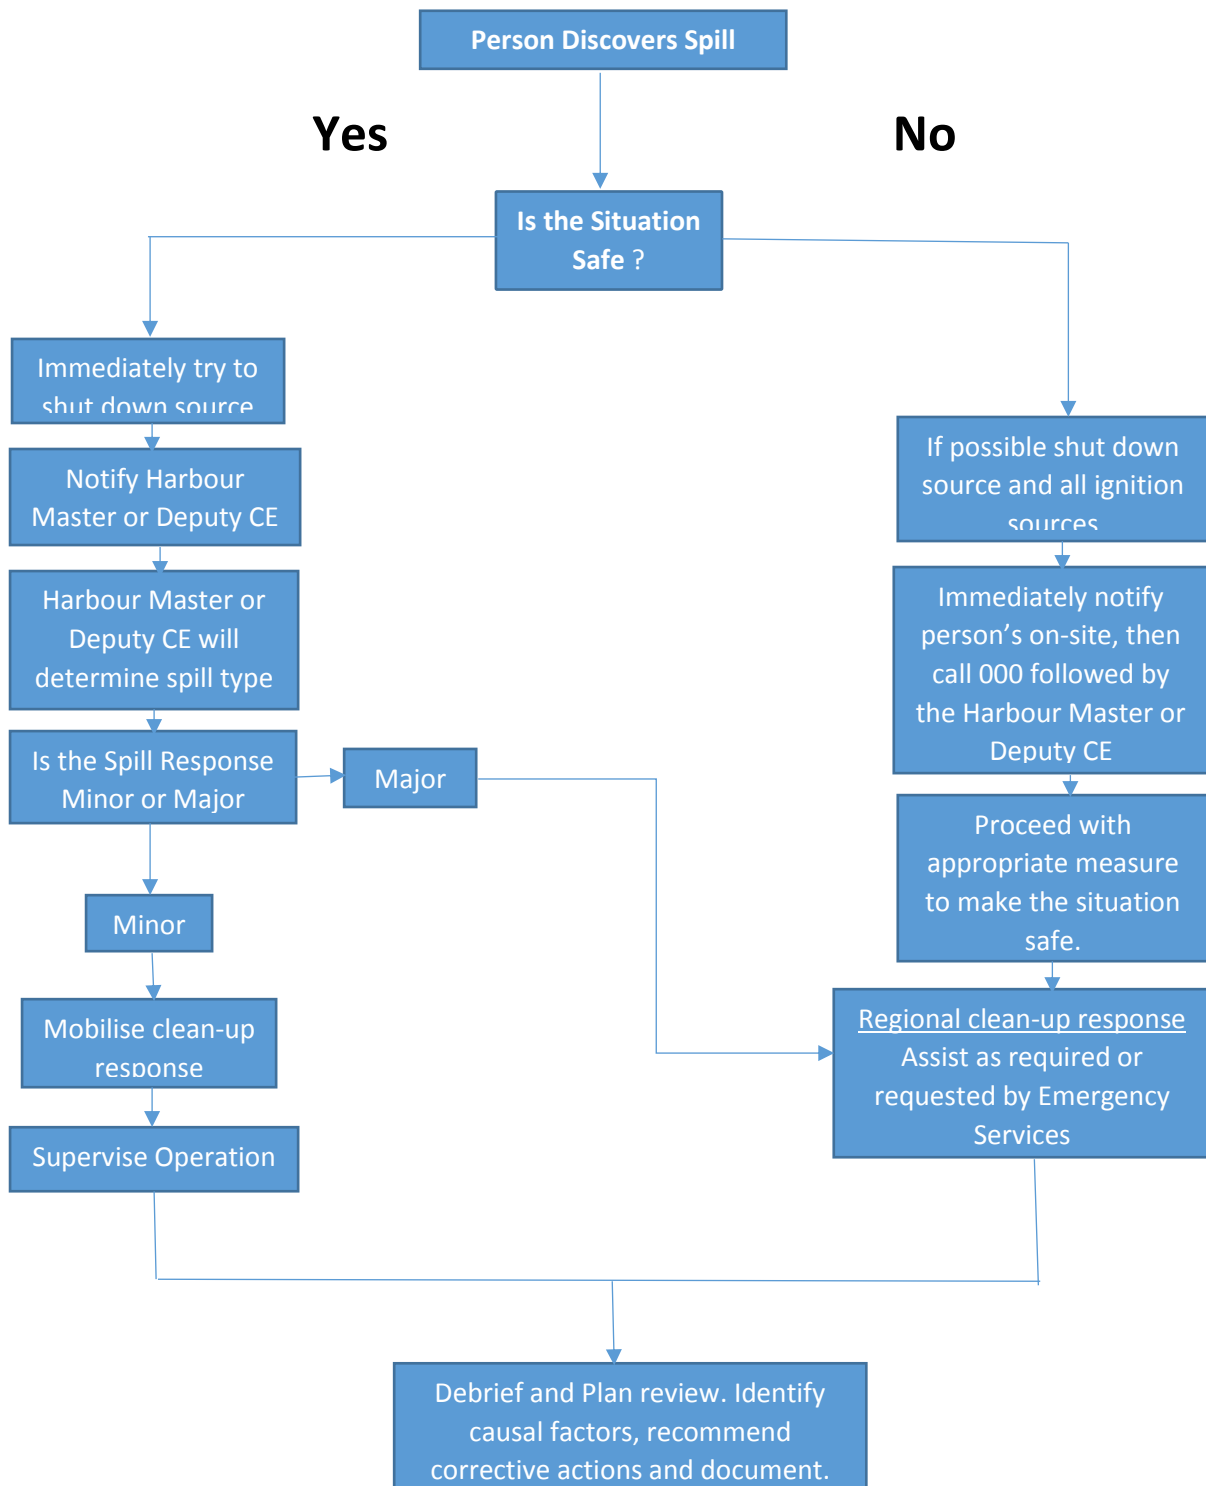 Person Discovers Spill
Yes
No
Is the Situation
Safe ?
Immediately try to
shut down source
Notify Harbour
Master or Deputy CE
Harbour Master or
Deputy CE will
determine spill type
Is the Spill Response
Minor or Major
Major
Minor
Mobilise clean-up
response
Supervise Operation
If possible shut down
source and all ignition
sources
Immediately notify
person’s on-site, then
call 000 followed by
the Harbour Master or
Deputy CE
Proceed with
appropriate measure
to make the situation
safe.
Regional clean-up response
Assist as required or
requested by Emergency
Services
Debrief and Plan review. Identify
causal factors, recommend
corrective actions and document.